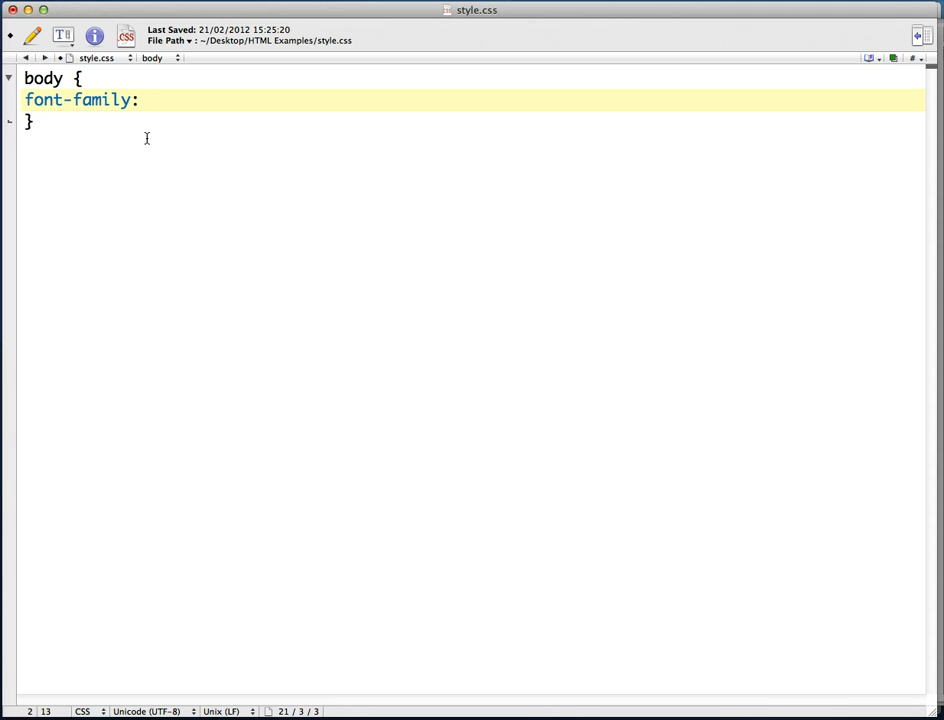 style.css
T
i
CSS
Last Saved: 21/02/2012 15:25:20
File Path ▾ : ~/Desktop/HTML Examples/style.css
style.css body #
body {
font-family:
}
2 13 CSS Unicode (UTF-8) Unix (LF) 21 / 3 / 3